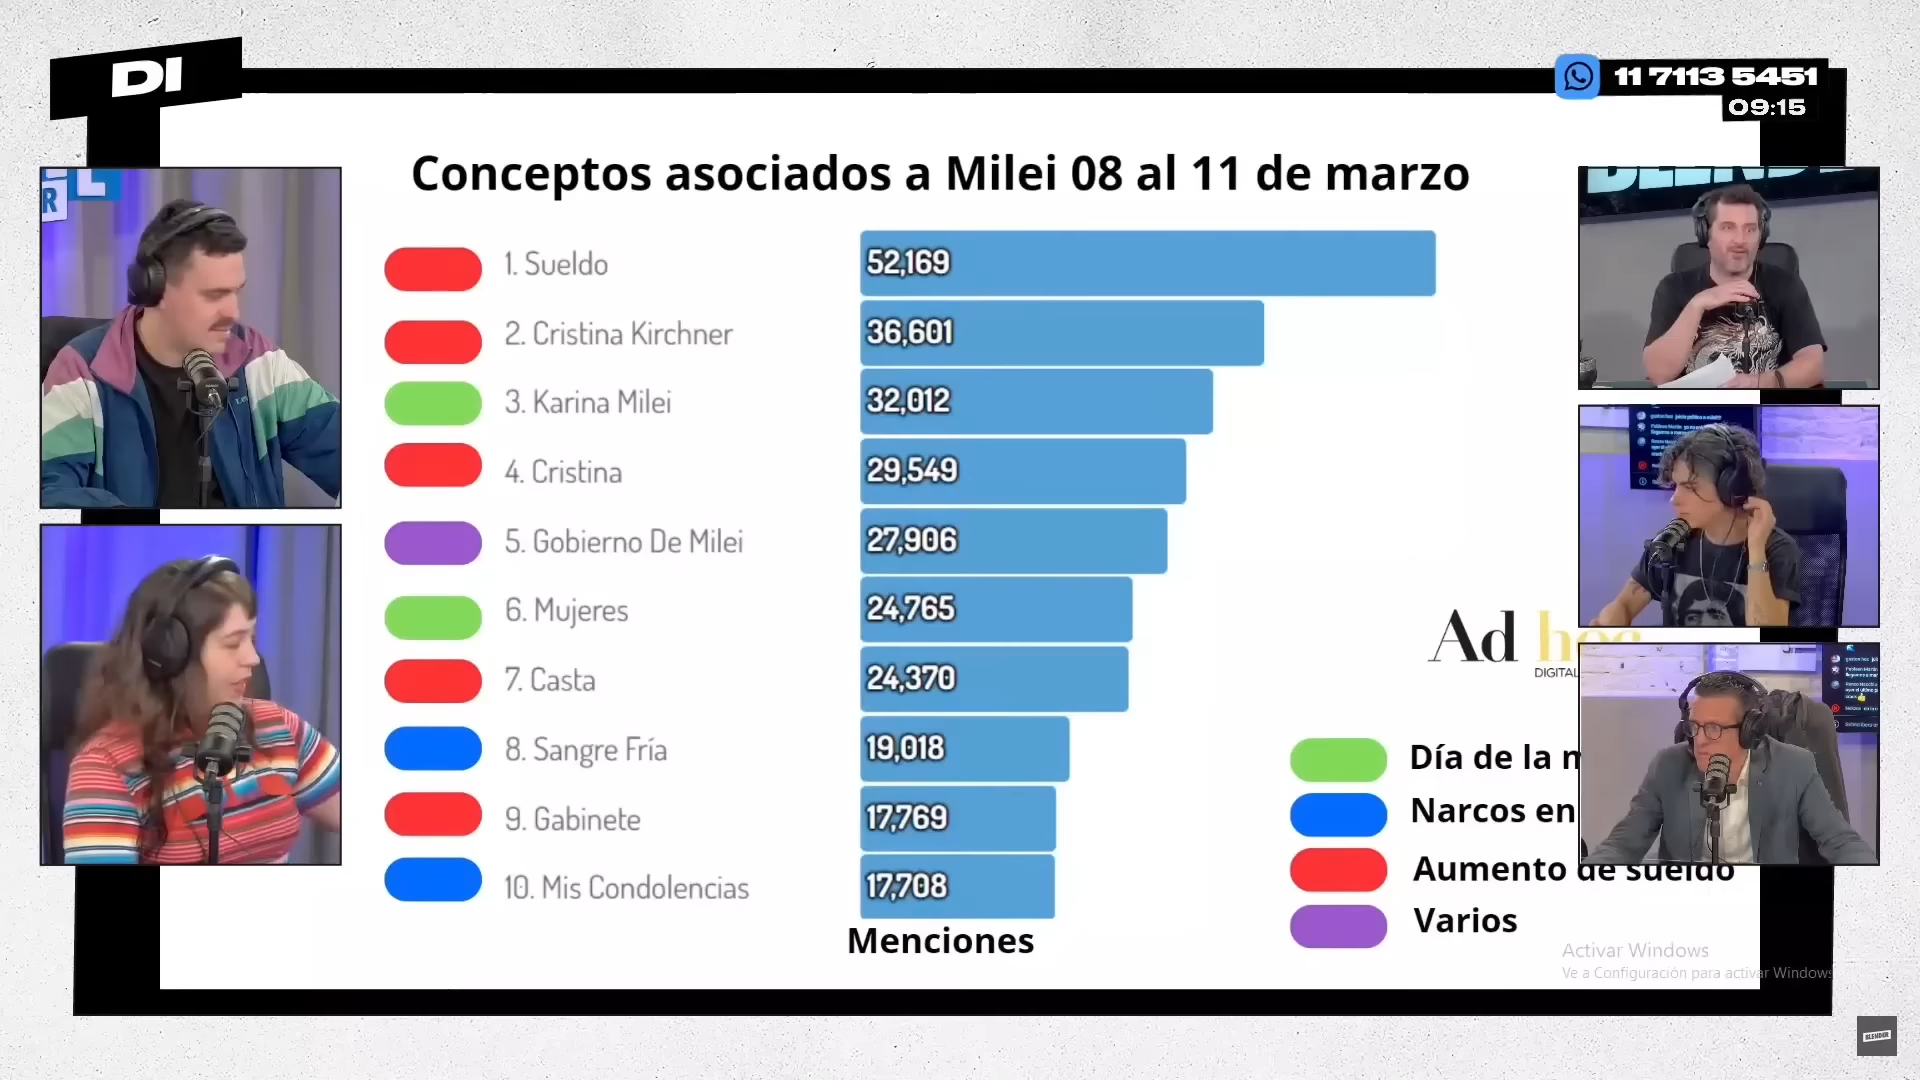 DI
11 7113 5451
09:15
Conceptos asociados a Milei 08 al 11 de marzo
1. Sueldo
52,169
2. Cristina Kirchner
36,601
3. Karina Milei
32,012
4. Cristina
29,549
5. Gobierno De Milei
27,906
6. Mujeres
24,765
7. Casta
24,370
8. Sangre Fría
19,018
9. Gabinete
17,769
10. Mis Condolencias
17,708
Menciones
Ad hoc
DIGITAL
Día de la
Narcos en
Aumento de sueldo
Varios
Activar Windows
Ve a Configuración para activar Windows
BLENDER